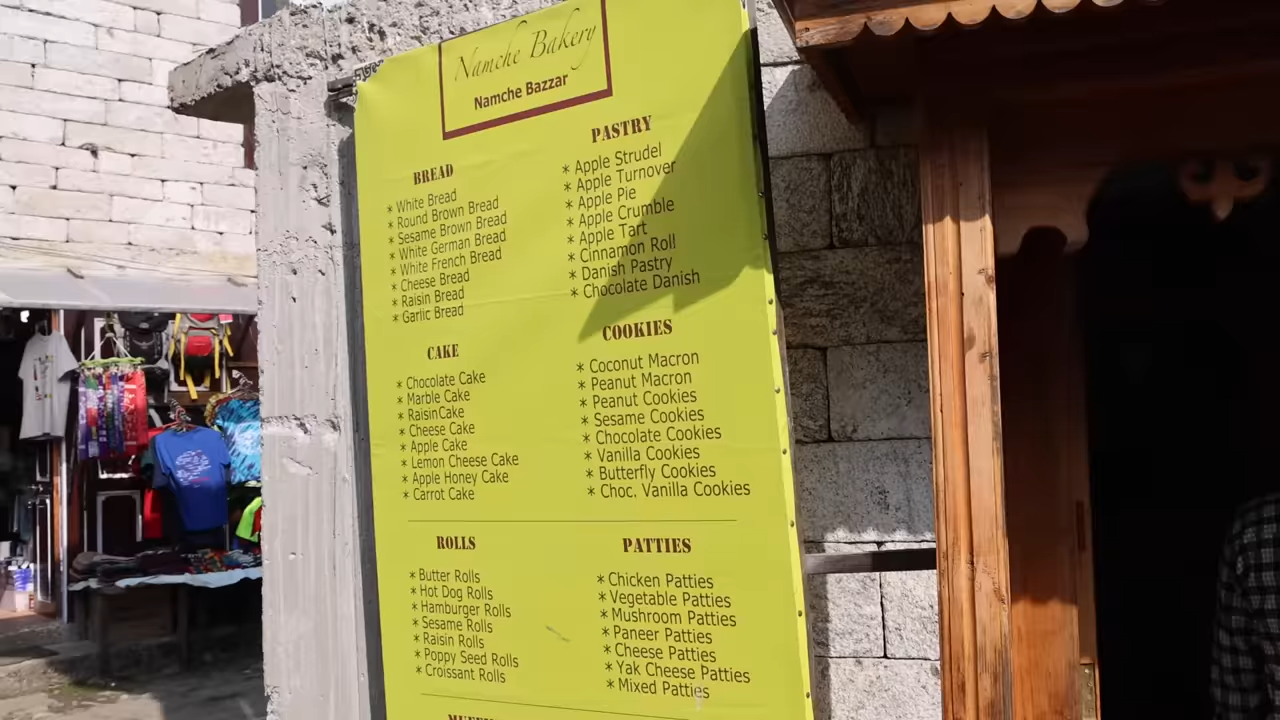 Namche Bakery
Namche Bazzar
BREAD
* White Bread
* Round Brown Bread
* Sesame Brown Bread
* White German Bread
* White French Bread
* Cheese Bread
* Raisin Bread
* Garlic Bread
PASTRY
* Apple Strudel
* Apple Turnover
* Apple Pie
* Apple Crumble
* Apple Tart
* Cinnamon Roll
* Danish Pastry
* Chocolate Danish
CAKE
* Chocolate Cake
* Marble Cake
* RaisinCake
* Cheese Cake
* Apple Cake
* Lemon Cheese Cake
* Apple Honey Cake
* Carrot Cake
COOKIES
* Coconut Macron
* Peanut Macron
* Peanut Cookies
* Sesame Cookies
* Chocolate Cookies
* Vanilla Cookies
* Butterfly Cookies
* Choc. Vanilla Cookies
ROLLS
* Butter Rolls
* Hot Dog Rolls
* Hamburger Rolls
* Sesame Rolls
* Raisin Rolls
* Poppy Seed Rolls
* Croissant Rolls
PATTIES
* Chicken Patties
* Vegetable Patties
* Mushroom Patties
* Paneer Patties
* Cheese Patties
* Yak Cheese Patties
* Mixed Patties